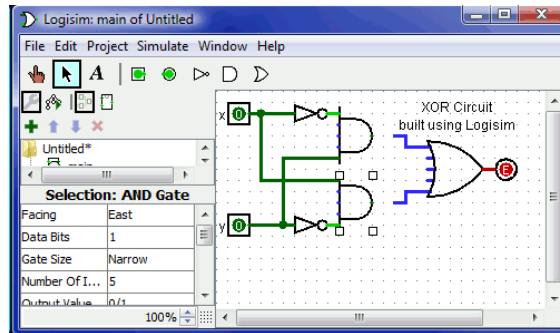 Logisim: main of Untitled
File Edit Project Simulate Window Help
A
Untitled*
Selection: AND Gate
Facing East
Data Bits 1
Gate Size Narrow
Number Of I... 5
Output Value 0/1
100%
XOR Circuit
built using Logisim
x 0
y 0
E